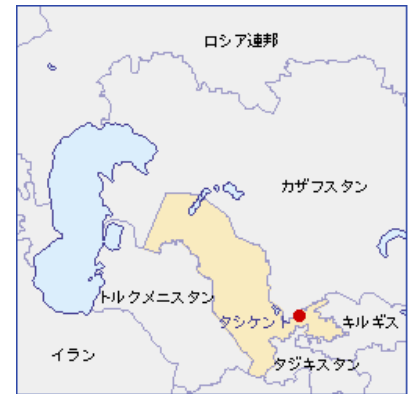 ロシア連邦
カザフスタン
トルクメニスタン
タシケント
キルギス
イラン
タジキスタン